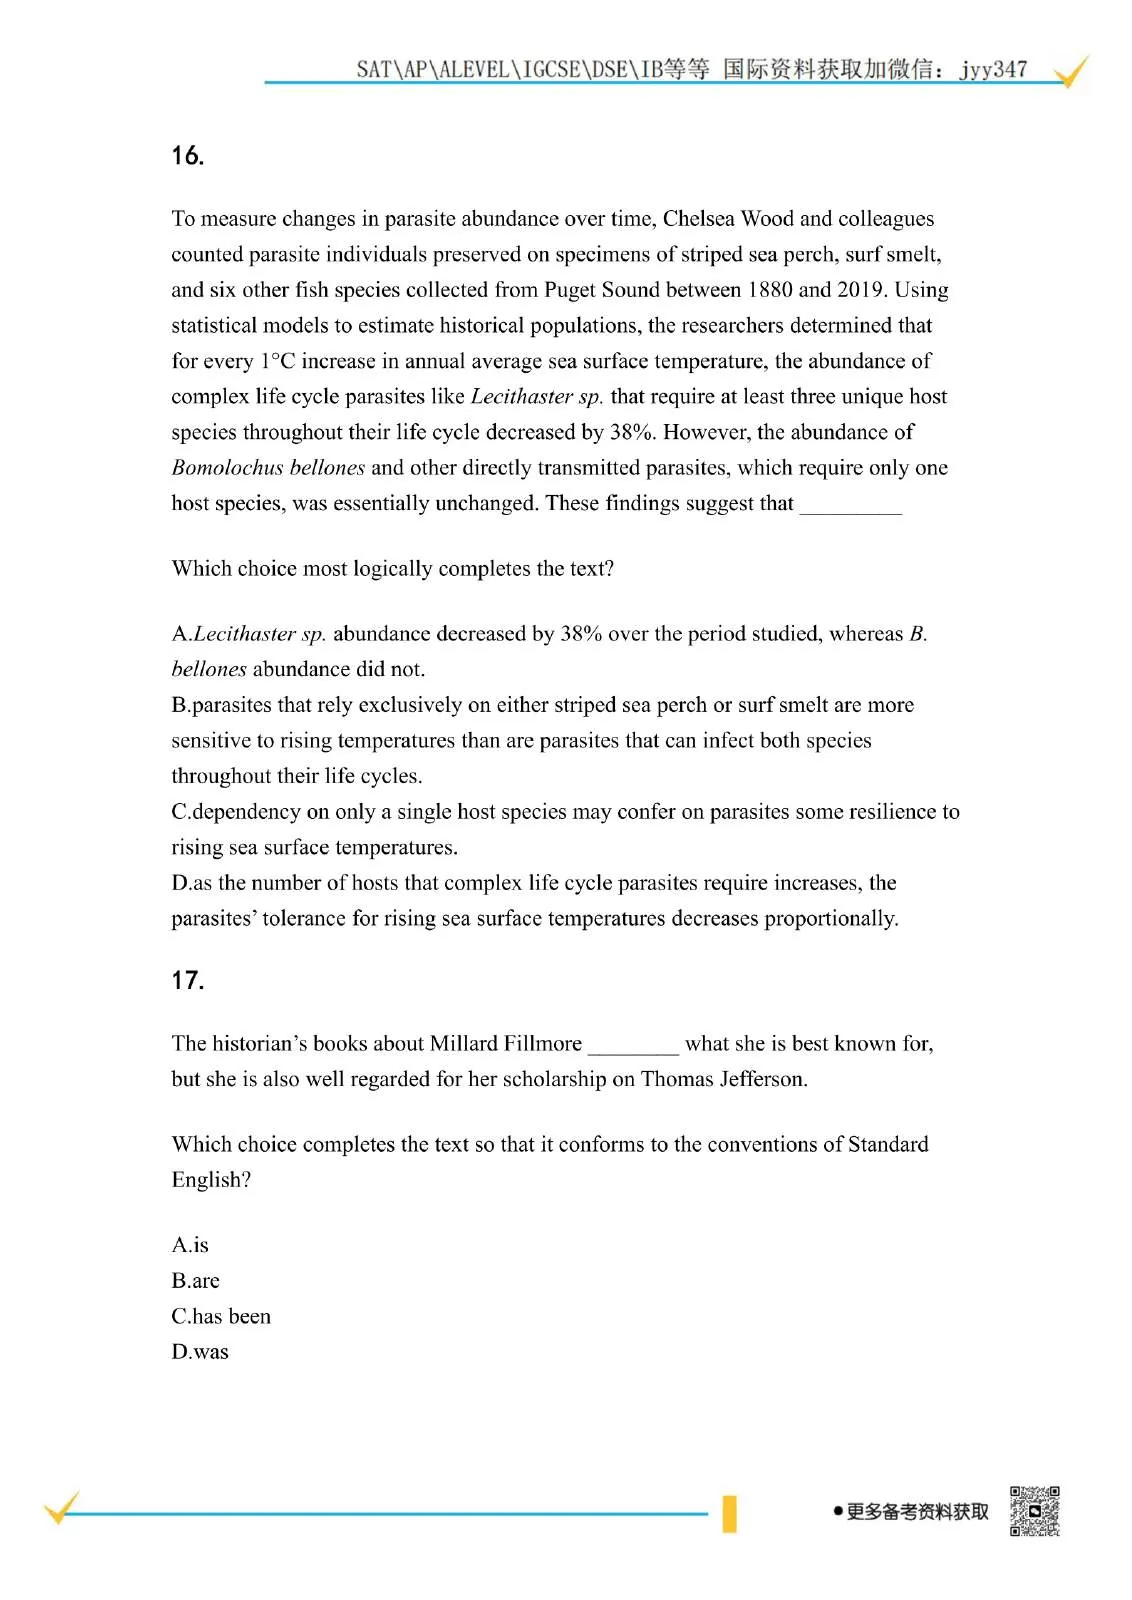 SAT\AP\ALEVEL\IGCSE\DSE\IB等等 国际资料获取加微信：jyy347
16.
To measure changes in parasite abundance over time, Chelsea Wood and colleagues
counted parasite individuals preserved on specimens of striped sea perch, surf smelt,
and six other fish species collected from Puget Sound between 1880 and 2019. Using
statistical models to estimate historical populations, the researchers determined that
for every 1°C increase in annual average sea surface temperature, the abundance of
complex life cycle parasites like Lecithaster sp. that require at least three unique host
species throughout their life cycle decreased by 38%. However, the abundance of
Bomolochus bellones and other directly transmitted parasites, which require only one
host species, was essentially unchanged. These findings suggest that _________
Which choice most logically completes the text?
A.Lecithaster sp. abundance decreased by 38% over the period studied, whereas B.
bellones abundance did not.
B.parasites that rely exclusively on either striped sea perch or surf smelt are more
sensitive to rising temperatures than are parasites that can infect both species
throughout their life cycles.
C.dependency on only a single host species may confer on parasites some resilience to
rising sea surface temperatures.
D.as the number of hosts that complex life cycle parasites require increases, the
parasites’ tolerance for rising sea surface temperatures decreases proportionally.
17.
The historian’s books about Millard Fillmore ________ what she is best known for,
but she is also well regarded for her scholarship on Thomas Jefferson.
Which choice completes the text so that it conforms to the conventions of Standard
English?
A.is
B.are
C.has been
D.was
●更多备考资料获取